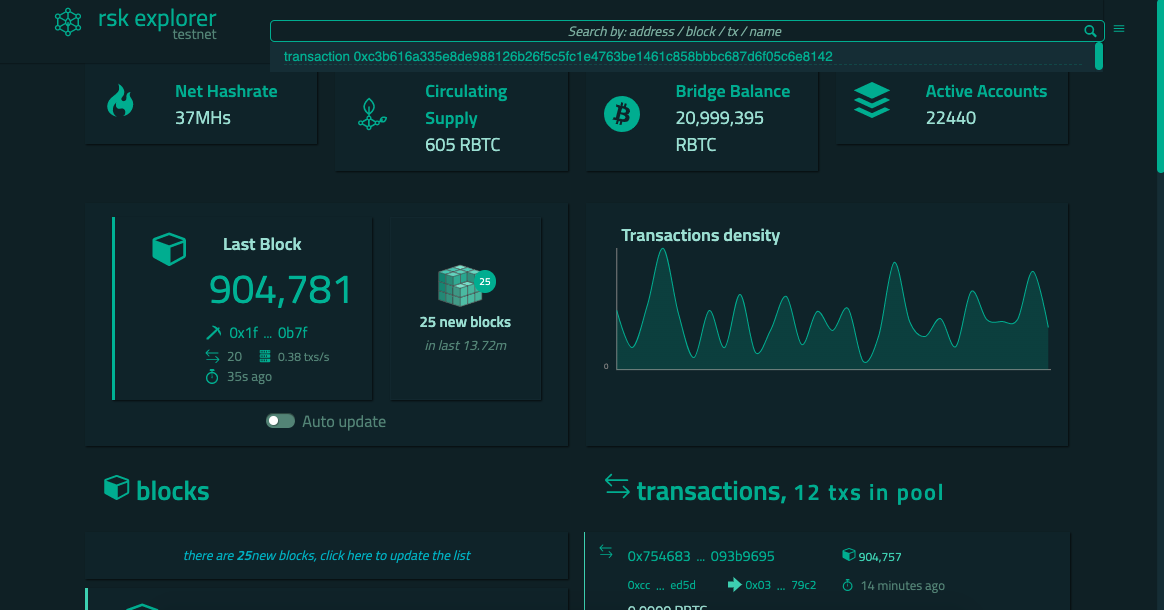 rsk explorer
testnet
Search by: address / block / tx / name
transaction 0xc3b616a335e8de988126b26f5c5fc1e4763be1461c858bbbc687d6f05c6e8142
Net Hashrate
37MHs
Circulating
Supply
605 RBTC
Bridge Balance
20,999,395
RBTC
Active Accounts
22440
Last Block
904,781
0x1f ... 0b7f
20 0.38 txs/s
35s ago
25
25 new blocks
in last 13.72m
Auto update
Transactions density
0
blocks
there are 25new blocks, click here to update the list
transactions, 12 txs in pool
0x754683 ... 093b9695 904,757
0xcc ... ed5d 0x03 ... 79c2 14 minutes ago